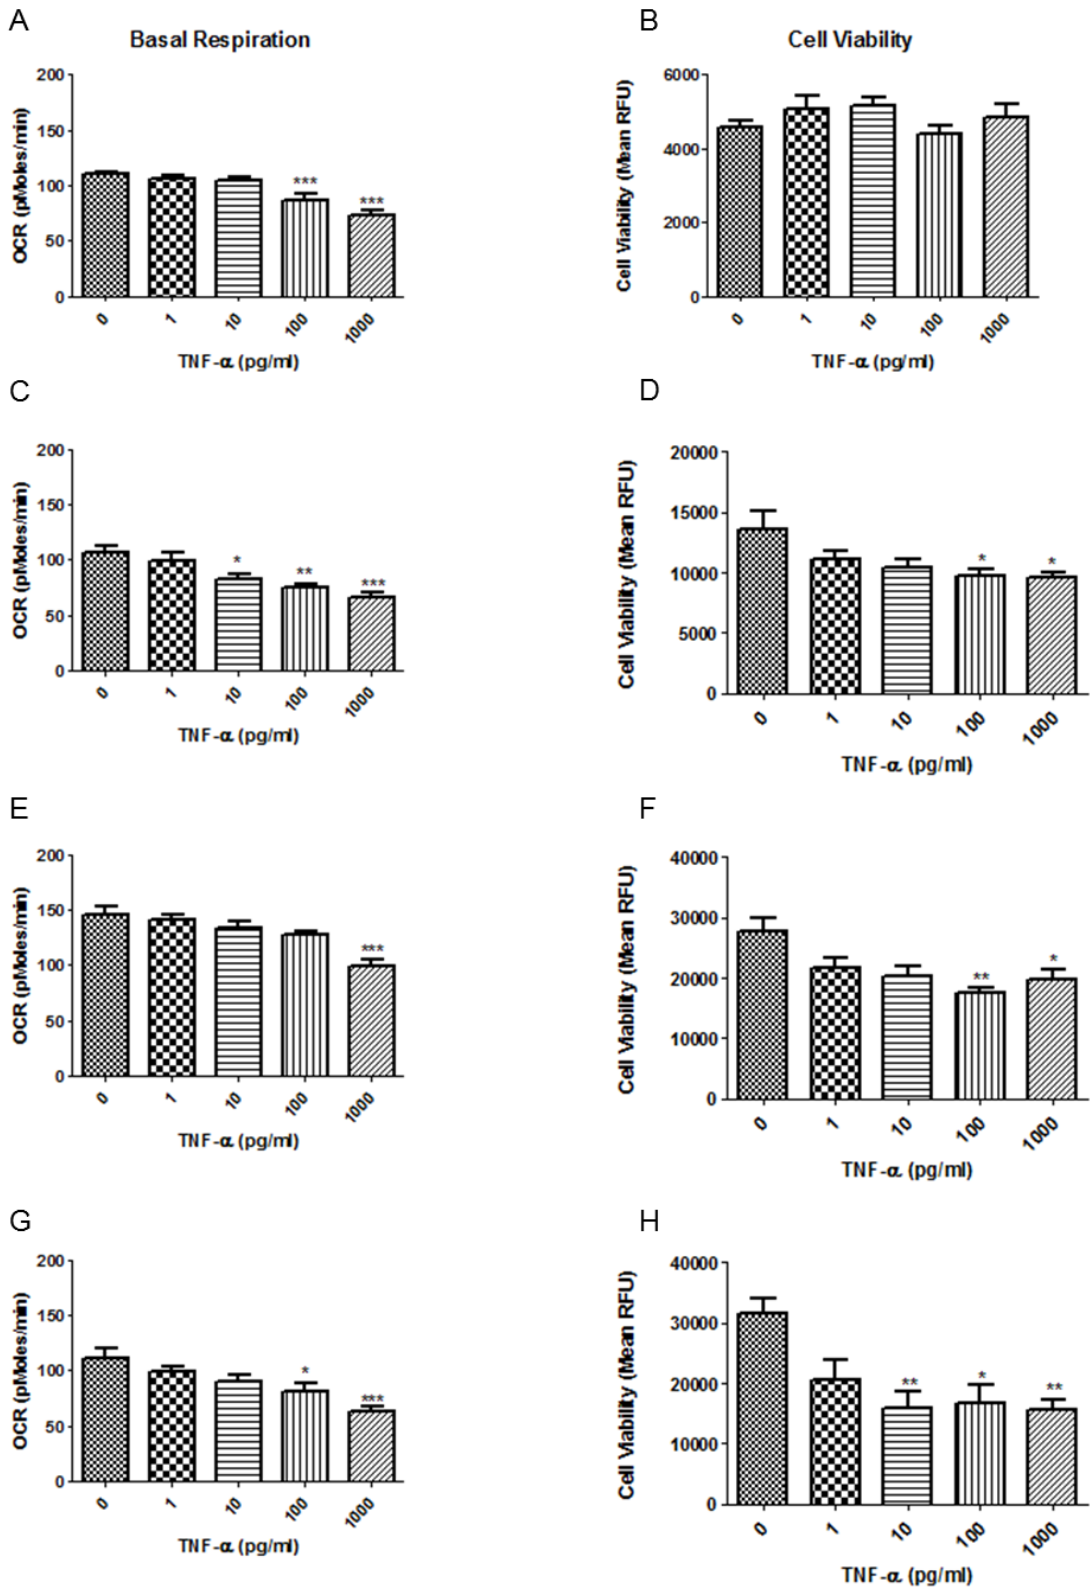 A
Basal Respiration
200
150
100
50
0
OCR (pMoles/min)
***
***
0 1 10 100 1000
TNF-α (pg/ml)
B
Cell Viability
6000
4000
2000
0
Cell Viability (Mean RFU)
0 1 10 100 1000
TNF-α (pg/ml)
C
200
150
100
50
0
OCR (pMoles/min)
*
**
***
0 1 10 100 1000
TNF-α (pg/ml)
D
20000
15000
10000
5000
0
Cell Viability (Mean RFU)
*
*
0 1 10 100 1000
TNF-α (pg/ml)
E
200
150
100
50
0
OCR (pMoles/min)
***
0 1 10 100 1000
TNF-α (pg/ml)
F
40000
30000
20000
10000
0
Cell Viability (Mean RFU)
**
*
0 1 10 100 1000
TNF-α (pg/ml)
G
200
150
100
50
0
OCR (pMoles/min)
*
***
0 1 10 100 1000
TNF-α (pg/ml)
H
40000
30000
20000
10000
0
Cell Viability (Mean RFU)
**
*
**
0 1 10 100 1000
TNF-α (pg/ml)